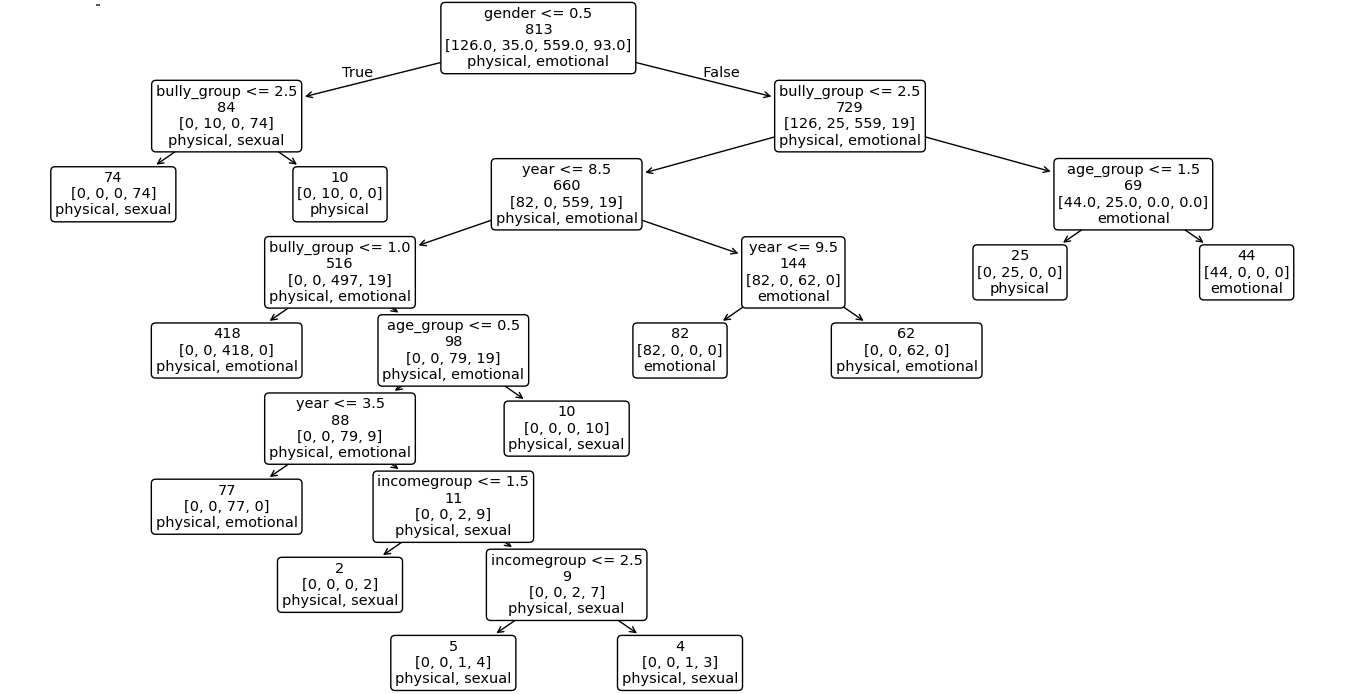 gender <= 0.5
813
[126.0, 35.0, 559.0, 93.0]
physical, emotional
True
False
bully_group <= 2.5
84
[0, 10, 0, 74]
physical, sexual
bully_group <= 2.5
729
[126, 25, 559, 19]
physical, emotional
74
[0, 0, 0, 74]
physical, sexual
10
[0, 10, 0, 0]
physical
year <= 8.5
660
[82, 0, 559, 19]
physical, emotional
age_group <= 1.5
69
[44.0, 25.0, 0.0, 0.0]
emotional
bully_group <= 1.0
516
[0, 0, 497, 19]
physical, emotional
year <= 9.5
144
[82, 0, 62, 0]
emotional
25
[0, 25, 0, 0]
physical
44
[44, 0, 0, 0]
emotional
418
[0, 0, 418, 0]
physical, emotional
age_group <= 0.5
98
[0, 0, 79, 19]
physical, emotional
82
[82, 0, 0, 0]
emotional
62
[0, 0, 62, 0]
physical, emotional
year <= 3.5
88
[0, 0, 79, 9]
physical, emotional
10
[0, 0, 0, 10]
physical, sexual
77
[0, 0, 77, 0]
physical, emotional
incomegroup <= 1.5
11
[0, 0, 2, 9]
physical, sexual
2
[0, 0, 0, 2]
physical, sexual
incomegroup <= 2.5
9
[0, 0, 2, 7]
physical, sexual
5
[0, 0, 1, 4]
physical, sexual
4
[0, 0, 1, 3]
physical, sexual